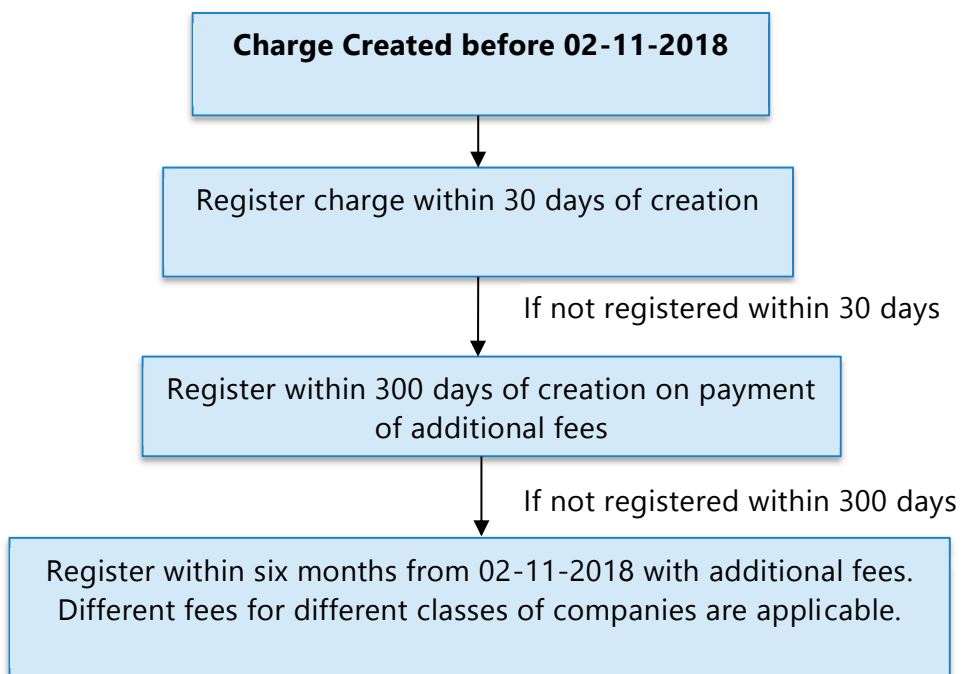 Charge Created before 02-11-2018
Register charge within 30 days of creation
If not registered within 30 days
Register within 300 days of creation on payment
of additional fees
If not registered within 300 days
Register within six months from 02-11-2018 with additional fees.
Different fees for different classes of companies are applicable.